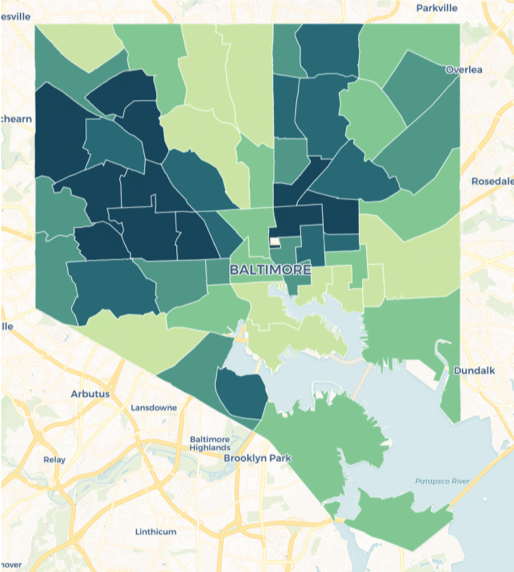 Parkville
esville
Overlea
chearn
Rosedale
BALTIMORE
lle
Dundalk
Arbutus
Lansdowne
Baltimore
Highlands
Relay
Brooklyn Park
Patapsco River
Linthicum
nover